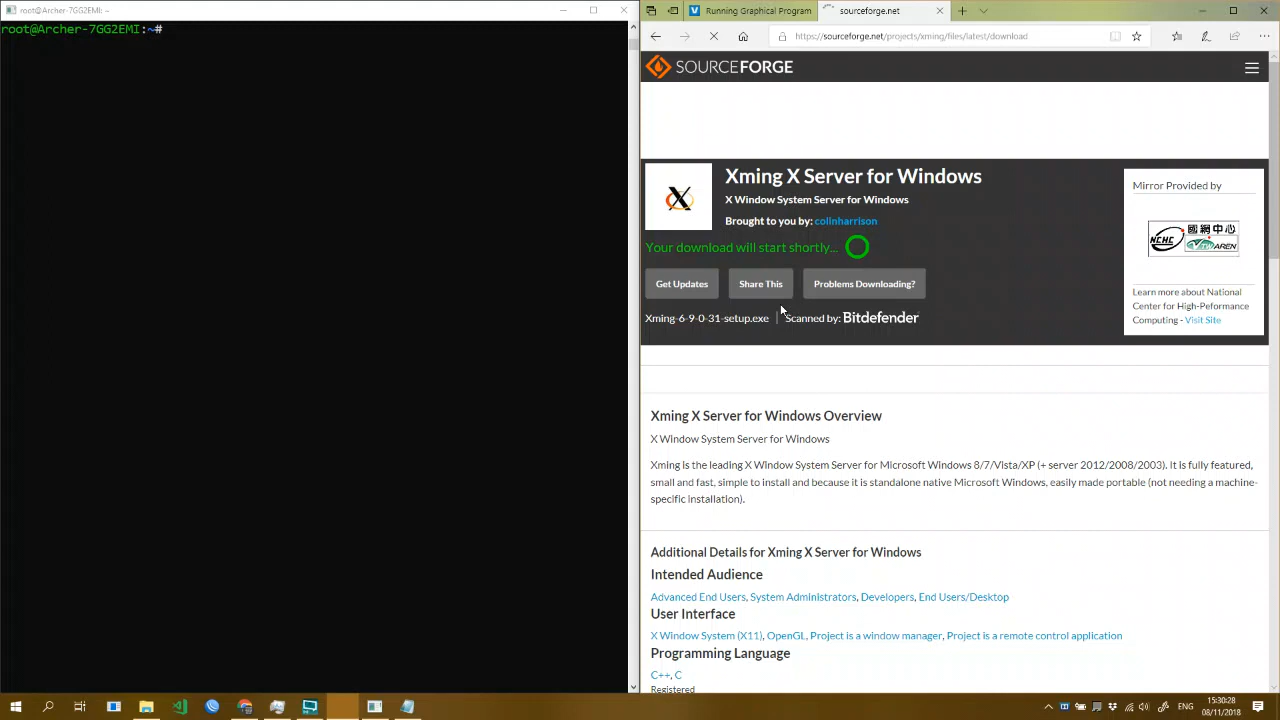 root@Archer-7GG2EMI: ~
root@Archer-7GG2EMI:~#
Running Graphical Program
sourceforge.net
https://sourceforge.net/projects/xming/files/latest/download
SOURCEFORGE
Xming X Server for Windows
X Window System Server for Windows
Brought to you by: colinharrison
Your download will start shortly...
Get Updates
Share This
Problems Downloading?
Xming-6-9-0-31-setup.exe | Scanned by: Bitdefender
Mirror Provided by
NCHC
國網中心
TWAREN
Learn more about National
Center for High-Peformance
Computing - Visit Site
Xming X Server for Windows Overview
X Window System Server for Windows
Xming is the leading X Window System Server for Microsoft Windows 8/7/Vista/XP (+ server 2012/2008/2003). It is fully featured,
small and fast, simple to install and because it is standalone native Microsoft Windows, easily made portable (not needing a machine-
specific installation).
Additional Details for Xming X Server for Windows
Intended Audience
Advanced End Users, System Administrators, Developers, End Users/Desktop
User Interface
X Window System (X11), OpenGL, Project is a window manager, Project is a remote control application
Programming Language
C++, C
Registered
ENG
15:30:28
08/11/2018